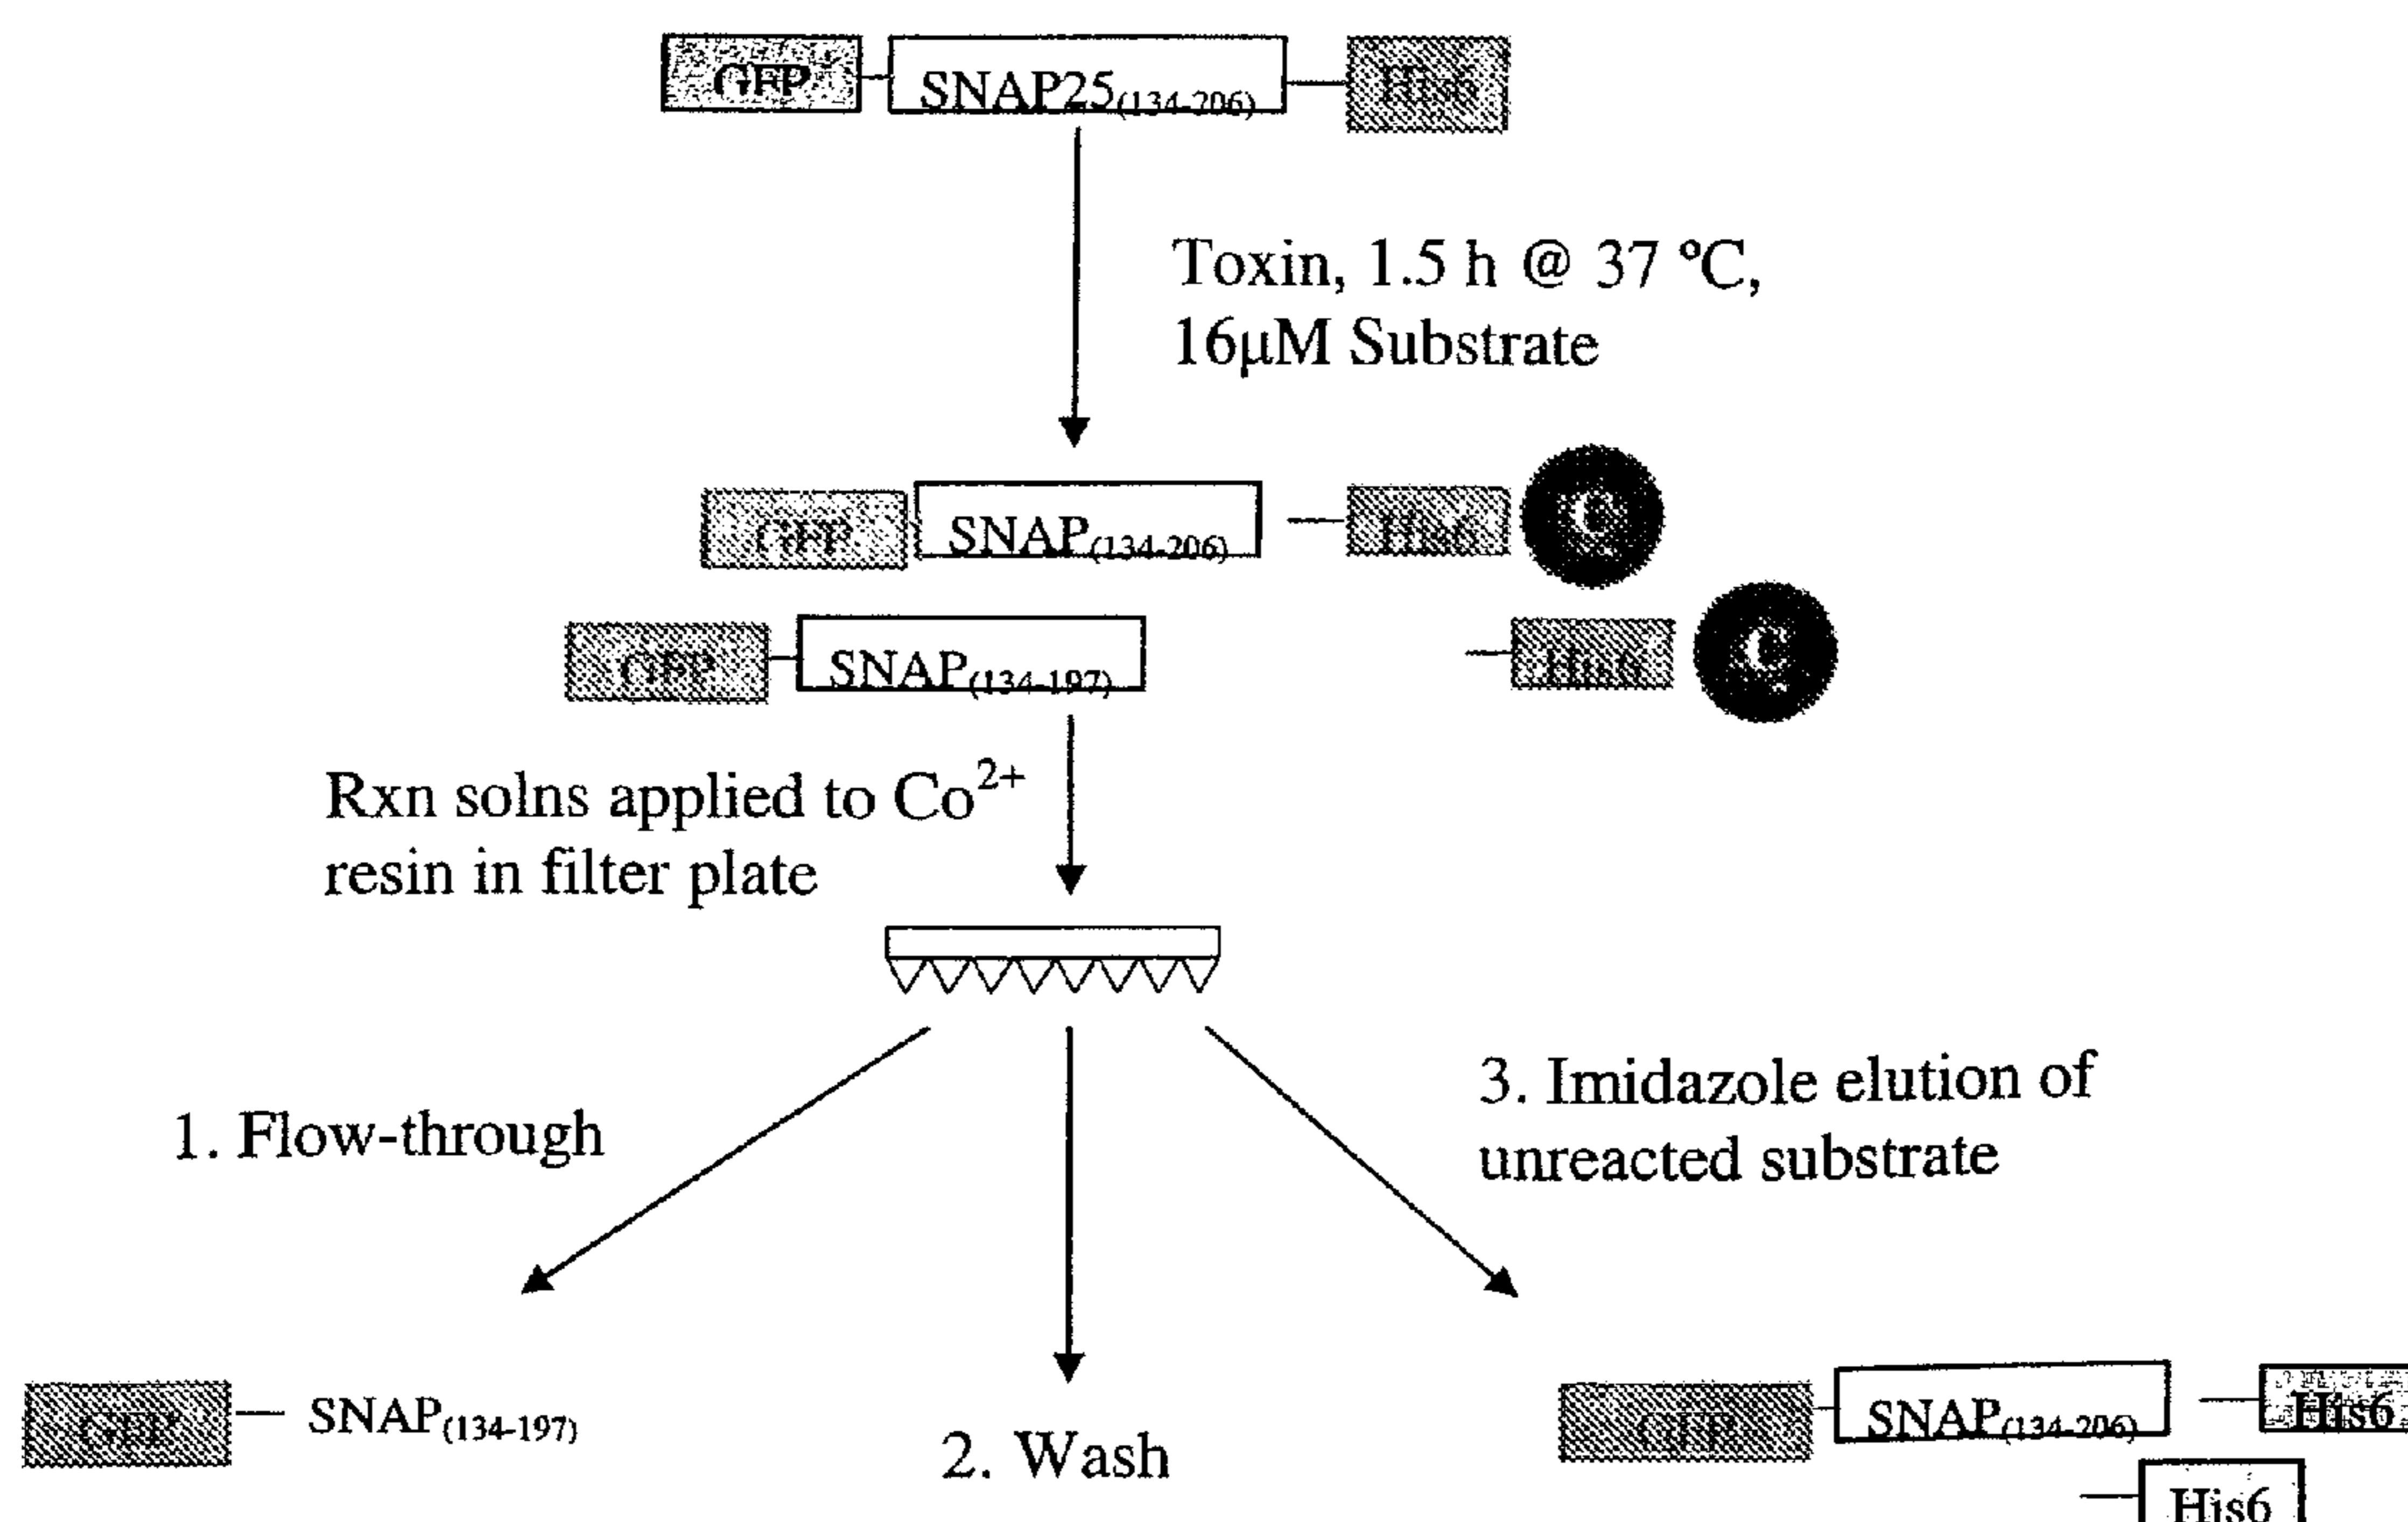 GFP SNAP25(134-206) His6
Toxin, 1.5 h @ 37 ºC,
16μM Substrate
GFP SNAP(134-206) His6 C
GFP SNAP(134-197) His6 C
Rxn solns applied to Co2+
resin in filter plate
1. Flow-through
3. Imidazole elution of
unreacted substrate
GFP SNAP(134-197)
2. Wash
GFP SNAP(134-206) His6
His6